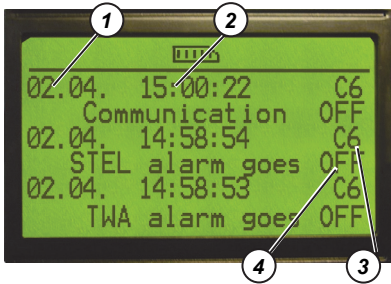 1 2
02.04. 15:00:22 C6
Communication OFF
02.04. 14:58:54 C6
STEL alarm goes OFF
02.04. 14:58:53 C6
TWA alarm goes OFF
4 3